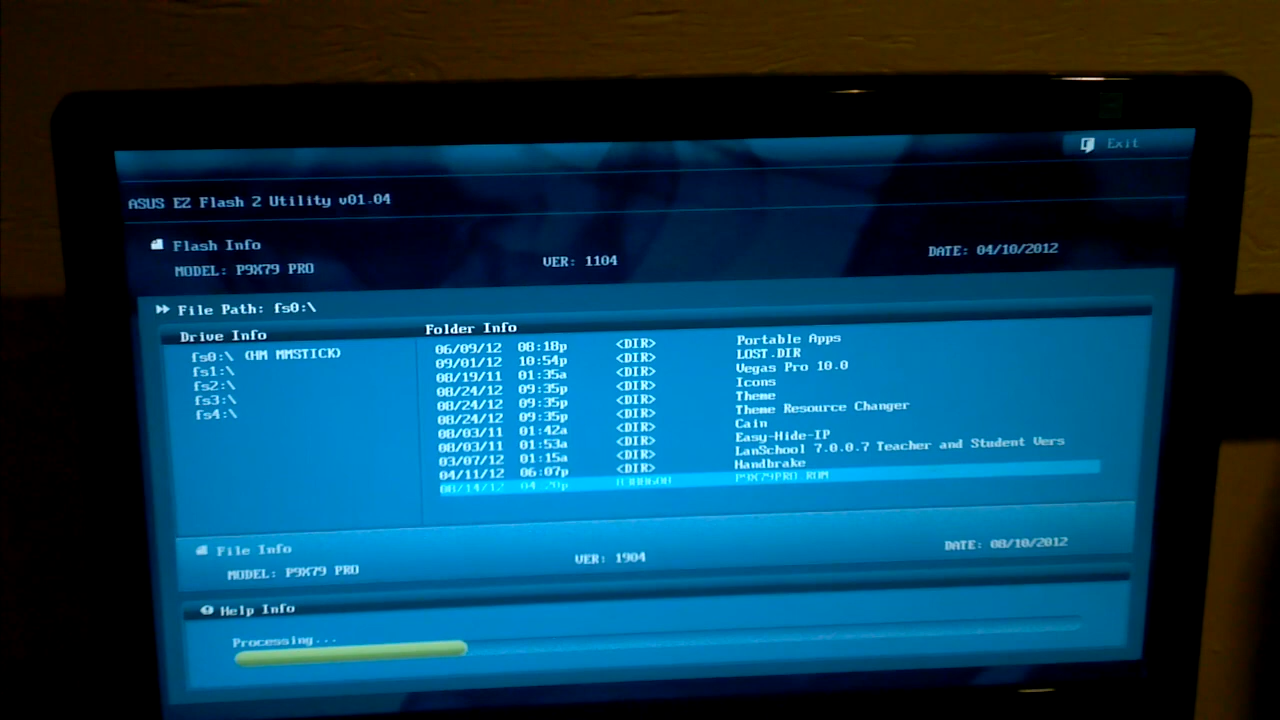 Exit
ASUS EZ Flash 2 Utility v01.04
Flash Info
MODEL: P9X79 PRO VER: 1104 DATE: 04/10/2012
File Path: fs0:\
Drive Info Folder Info
fs0:\ (HM MMSTICK)
fs1:\
fs2:\
fs3:\
fs4:\
06/09/12 08:18p <DIR> Portable Apps
09/01/12 10:54p <DIR> LOST.DIR
08/19/11 01:35a <DIR> Vegas Pro 10.0
08/24/12 09:35p <DIR> Icons
08/24/12 09:35p <DIR> Theme
08/24/12 09:35p <DIR> Theme Resource Changer
08/03/11 01:42a <DIR> Cain
08/03/11 01:53a <DIR> Easy-Hide-IP
03/07/12 01:15a <DIR> LanSchool 7.0.0.7 Teacher and Student Vers
04/11/12 06:07p <DIR> Handbrake
08/14/12 P9X79PRO.ROM
File Info
MODEL: P9X79 PRO VER: 1904 DATE: 08/10/2012
Help Info
Processing...